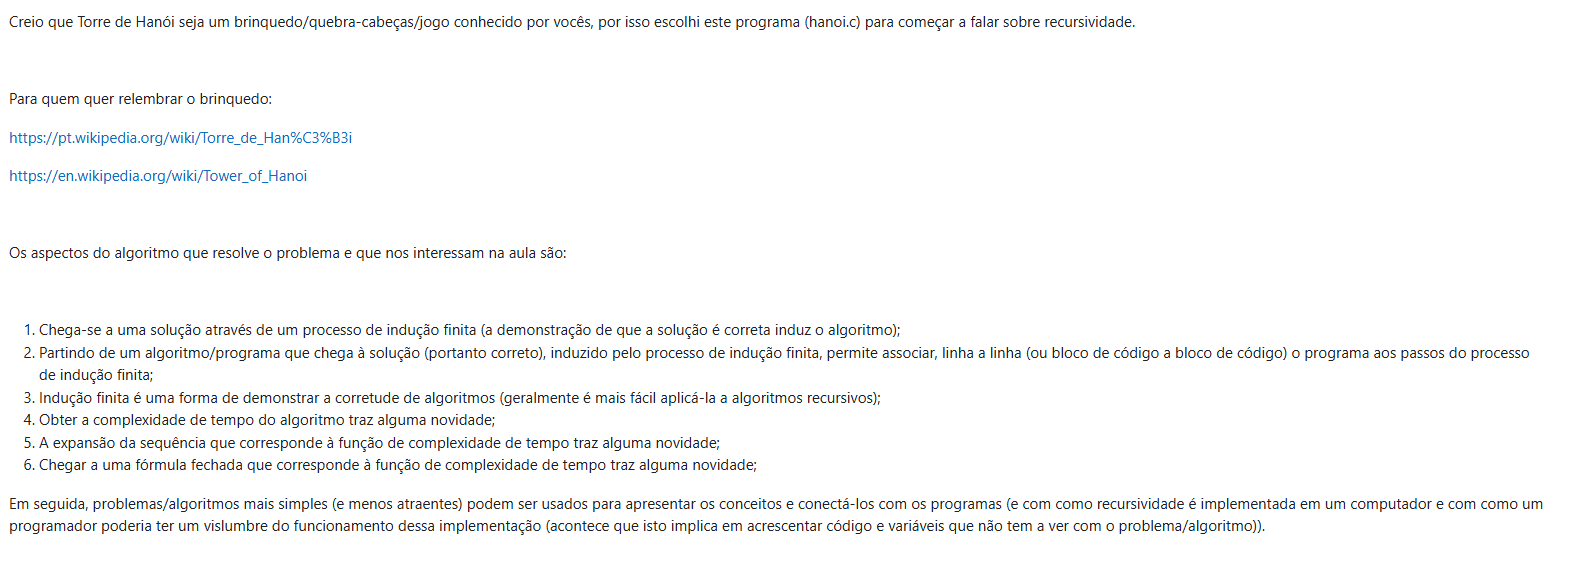 Creio que Torre de Hanói seja um brinquedo/quebra-cabeças/jogo conhecido por vocês, por isso escolhi este programa (hanoi.c) para começar a falar sobre recursividade.
Para quem quer relembrar o brinquedo:
https://pt.wikipedia.org/wiki/Torre_de_Han%C3%B3i
https://en.wikipedia.org/wiki/Tower_of_Hanoi
Os aspectos do algoritmo que resolve o problema e que nos interessam na aula são:
1. Chega-se a uma solução através de um processo de indução finita (a demonstração de que a solução é correta induz o algoritmo);
2. Partindo de um algoritmo/programa que chega à solução (portanto correto), induzido pelo processo de indução finita, permite associar, linha a linha (ou bloco de código a bloco de código) o programa aos passos do processo
de indução finita;
3. Indução finita é uma forma de demonstrar a corretude de algoritmos (geralmente é mais fácil aplicá-la a algoritmos recursivos);
4. Obter a complexidade de tempo do algoritmo traz alguma novidade;
5. A expansão da sequência que corresponde à função de complexidade de tempo traz alguma novidade;
6. Chegar a uma fórmula fechada que corresponde à função de complexidade de tempo traz alguma novidade;
Em seguida, problemas/algoritmos mais simples (e menos atraentes) podem ser usados para apresentar os conceitos e conectá-los com os programas (e com como recursividade é implementada em um computador e com como um
programador poderia ter um vislumbre do funcionamento dessa implementação (acontece que isto implica em acrescentar código e variáveis que não tem a ver com o problema/algoritmo)).